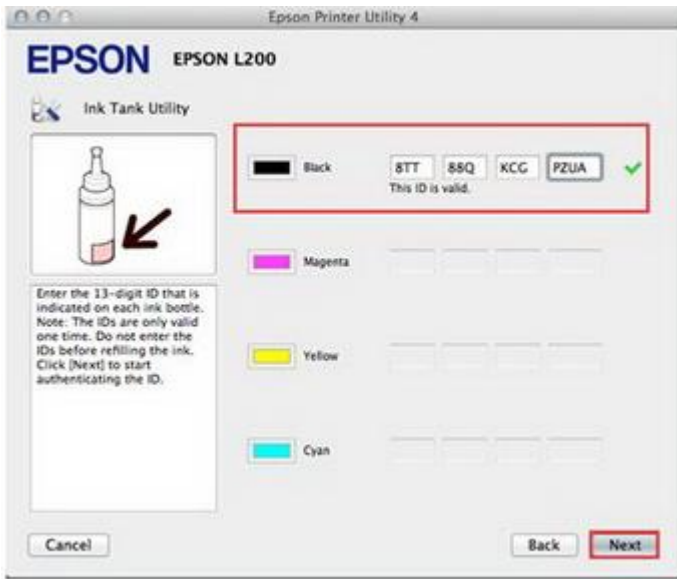 Epson Printer Utility 4
EPSON EPSON L200
Ink Tank Utility
Black 8TT 88Q KCG PZUA
This ID is valid.
Magenta
Enter the 13-digit ID that is
indicated on each ink bottle.
Note: The IDs are only valid
one time. Do not enter the
IDs before refilling the ink.
Click [Next] to start
authenticating the ID.
Yellow
Cyan
Cancel Back Next